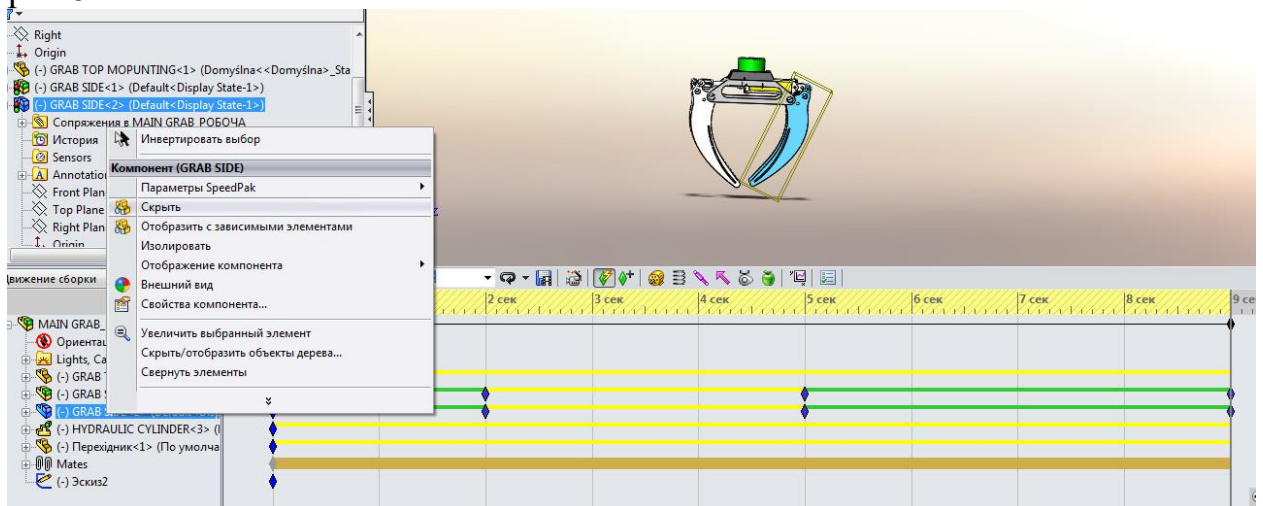 Right
Origin
(-) GRAB TOP MOPUNTING<1> (Domyślna<<Domyślna>_Sta
(-) GRAB SIDE<1> (Default<Display State-1>)
(-) GRAB SIDE<2> (Default<Display State-1>)
Сопряжения в MAIN GRAB_РОБОЧА
История
Sensors
Annotation
Front Plan
Top Plane
Right Plan
Origin
Инвертировать выбор
Компонент (GRAB SIDE)
Параметры SpeedPak
Скрыть
Отобразить с зависимыми элементами
Изолировать
Отображение компонента
Внешний вид
Свойства компонента...
Увеличить выбранный элемент
Скрыть/отобразить объекты дерева...
Свернуть элементы
Движение сборки
2 сек 3 сек 4 сек 5 сек 6 сек 7 сек 8 сек 9 се
MAIN GRAB_
Ориентац
Lights, Ca
(-) GRAB
(-) GRAB
(-) GRAB
(-) HYDRAULIC CYLINDER<3> (
(-) Перехідник<1> (По умолча
Mates
(-) Эскиз2